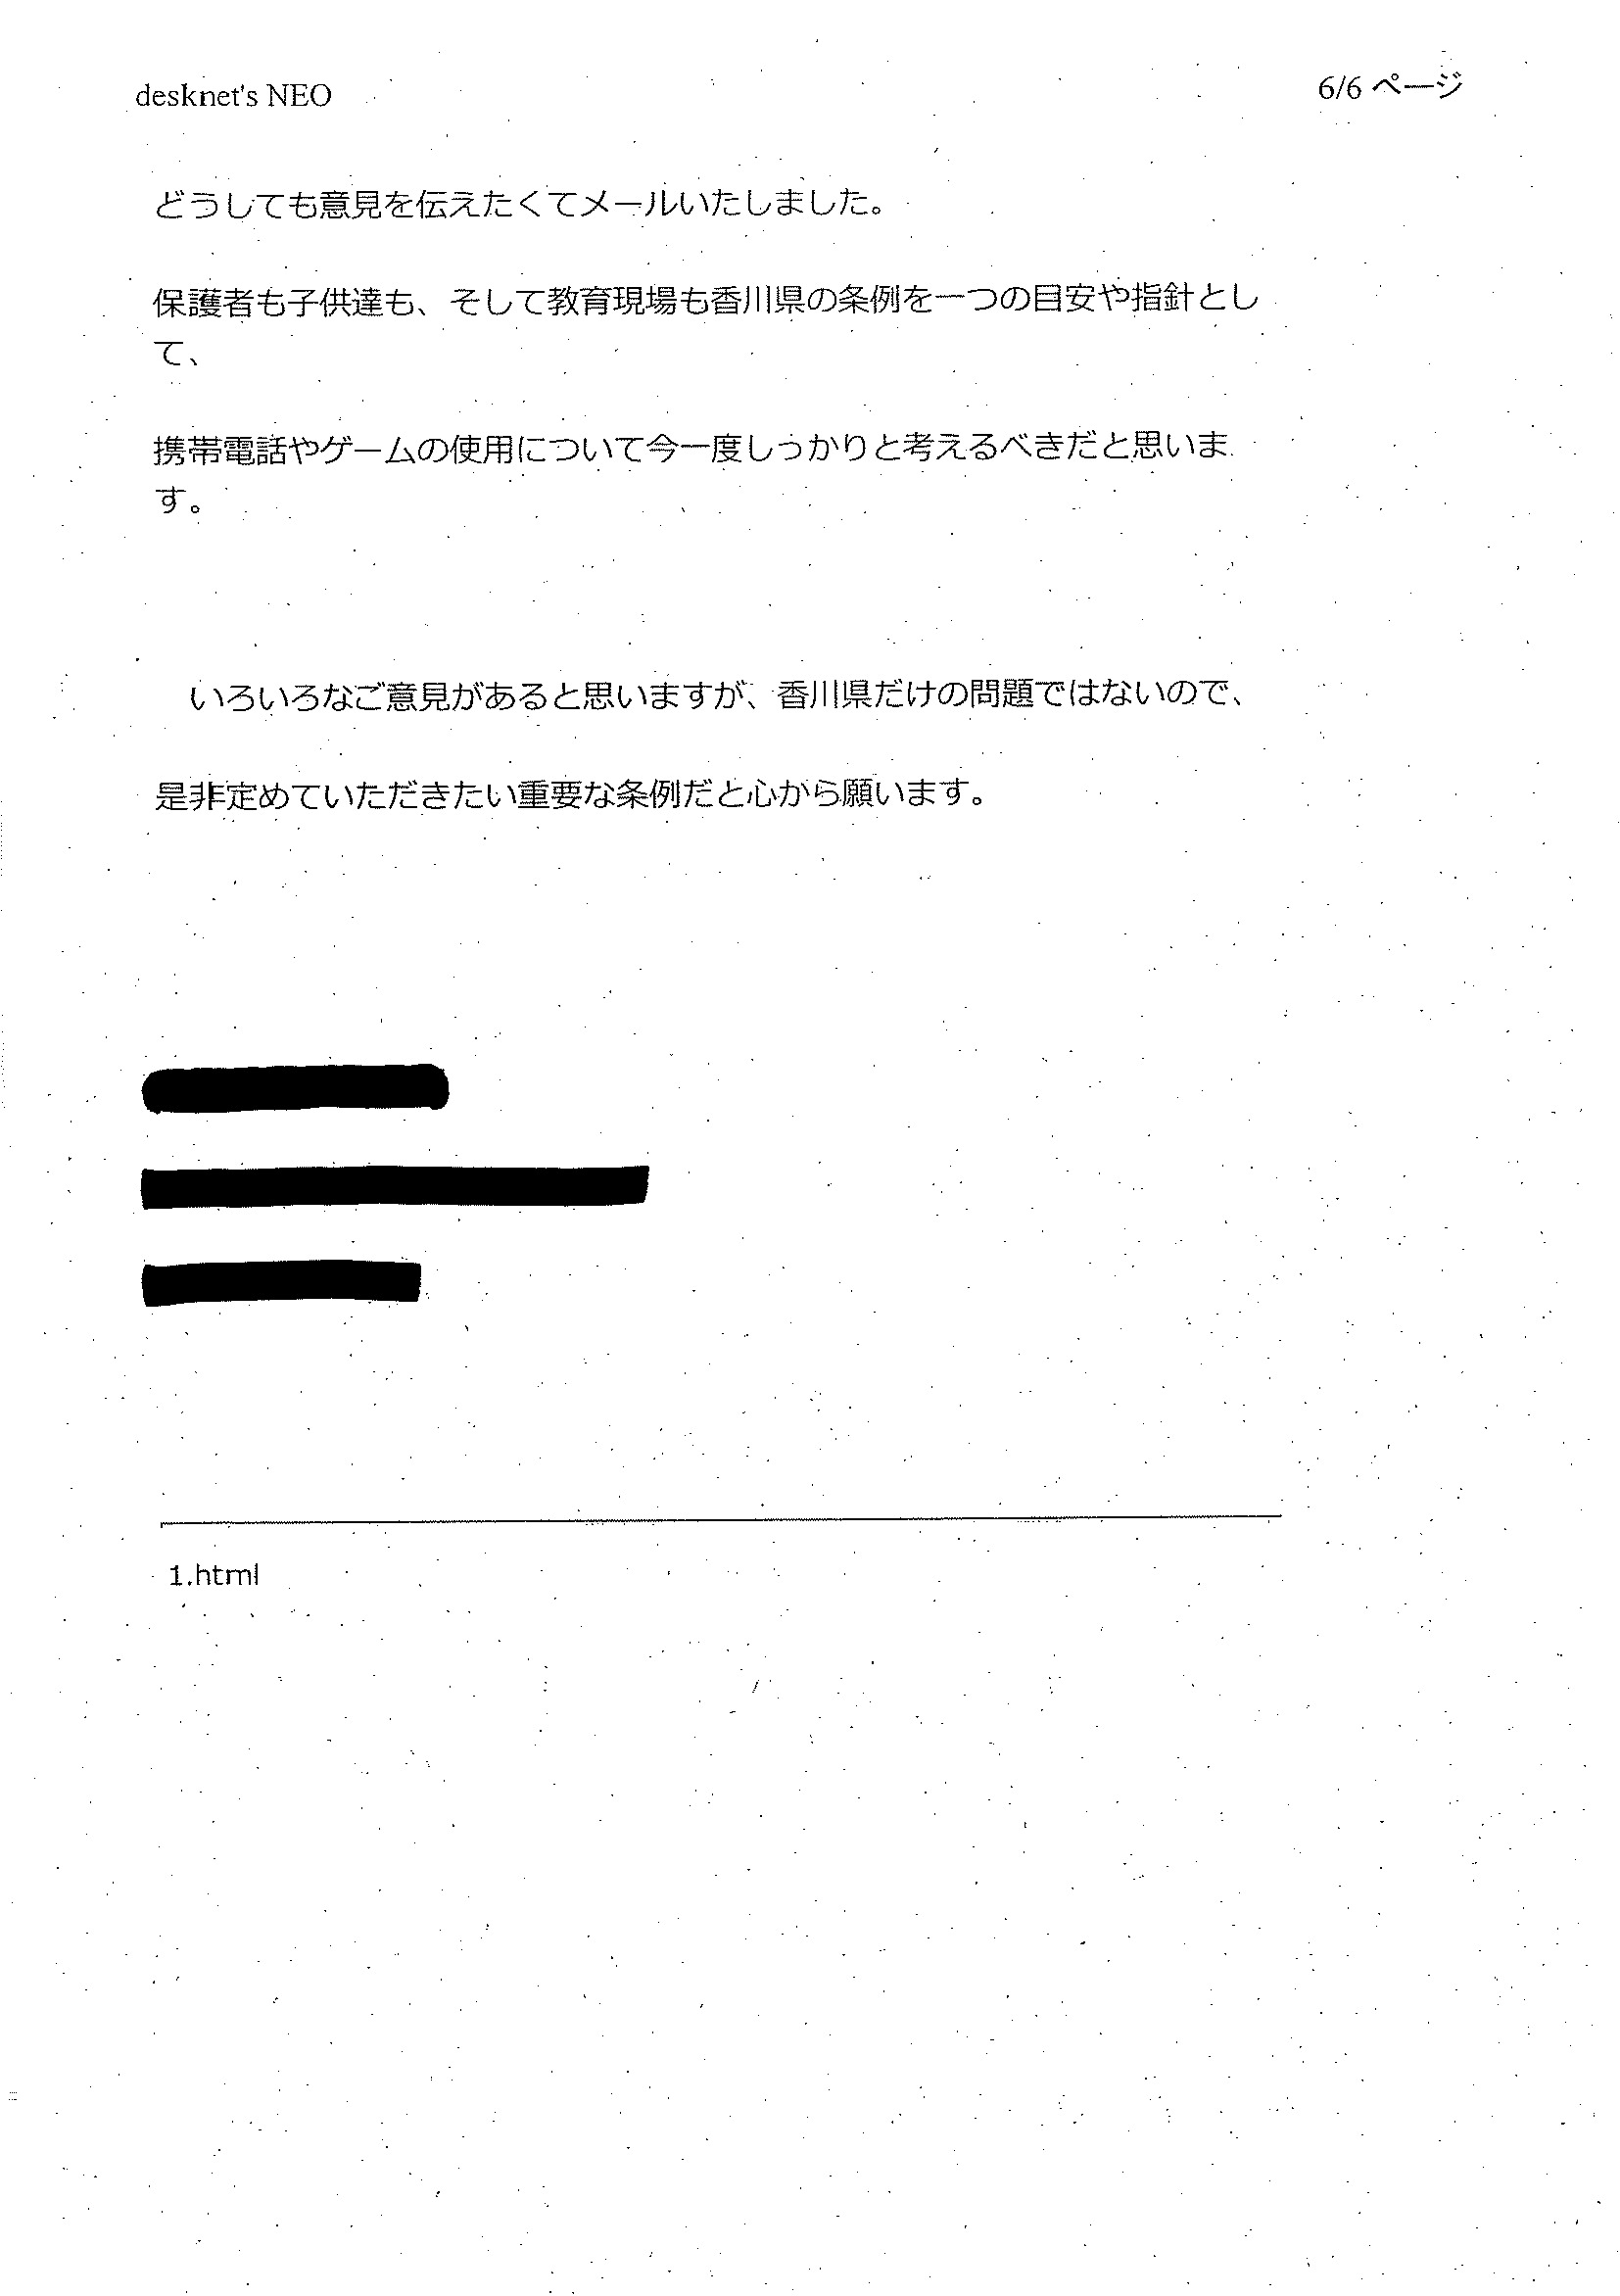 desknet's NEO
6/6 ページ
どうしても意見を伝えたくてメールいたしました。
保護者も子供達も、そして教育現場も香川県の条例を一つの目安や指針とし
て、
携帯電話やゲームの使用について今一度しっかりと考えるべきだと思いま
す。
いろいろなご意見があると思いますが、香川県だけの問題ではないので、
是非定めていただきたい重要な条例だと心から願います。
1.html